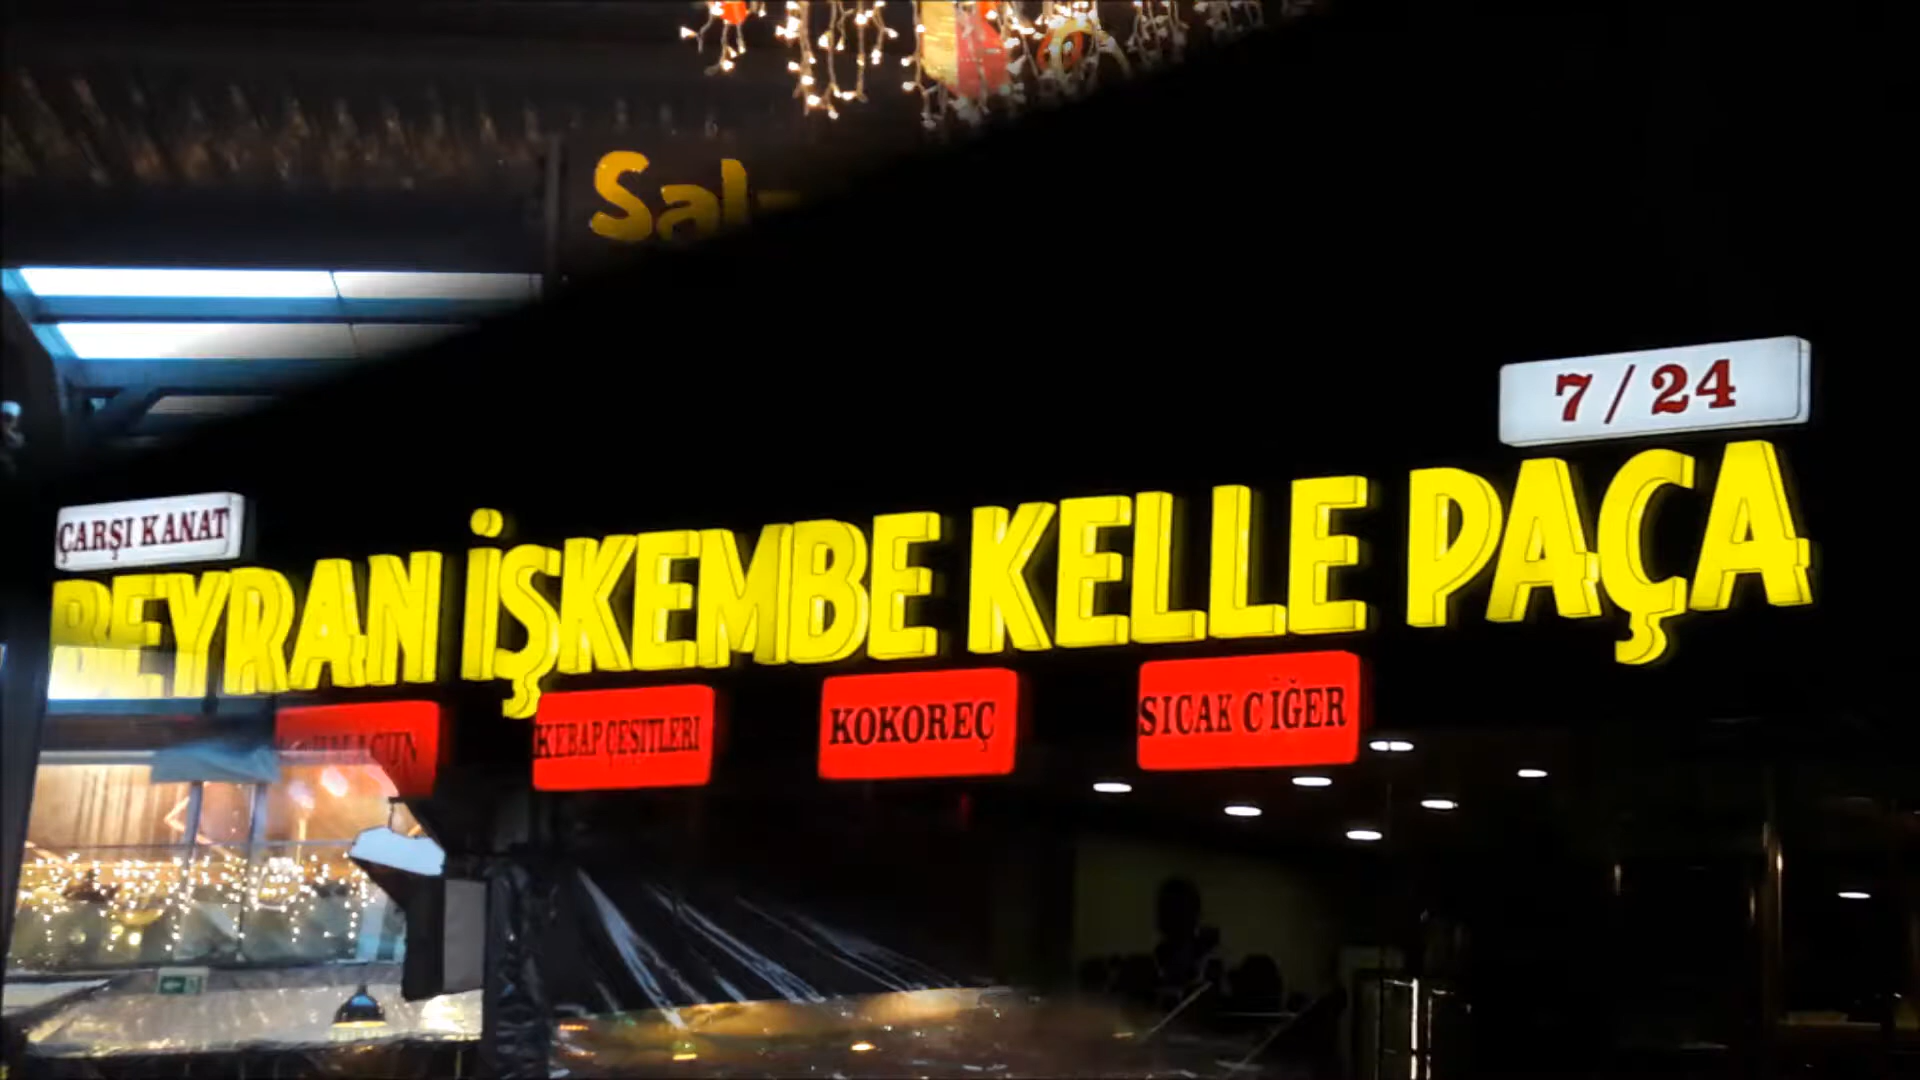 7/24
ÇARŞI KANAT
BEYRAN İŞKEMBE KELLE PAÇA
KEBAP ÇEŞİTLERİ
KOKOREÇ
SICAK CİĞER